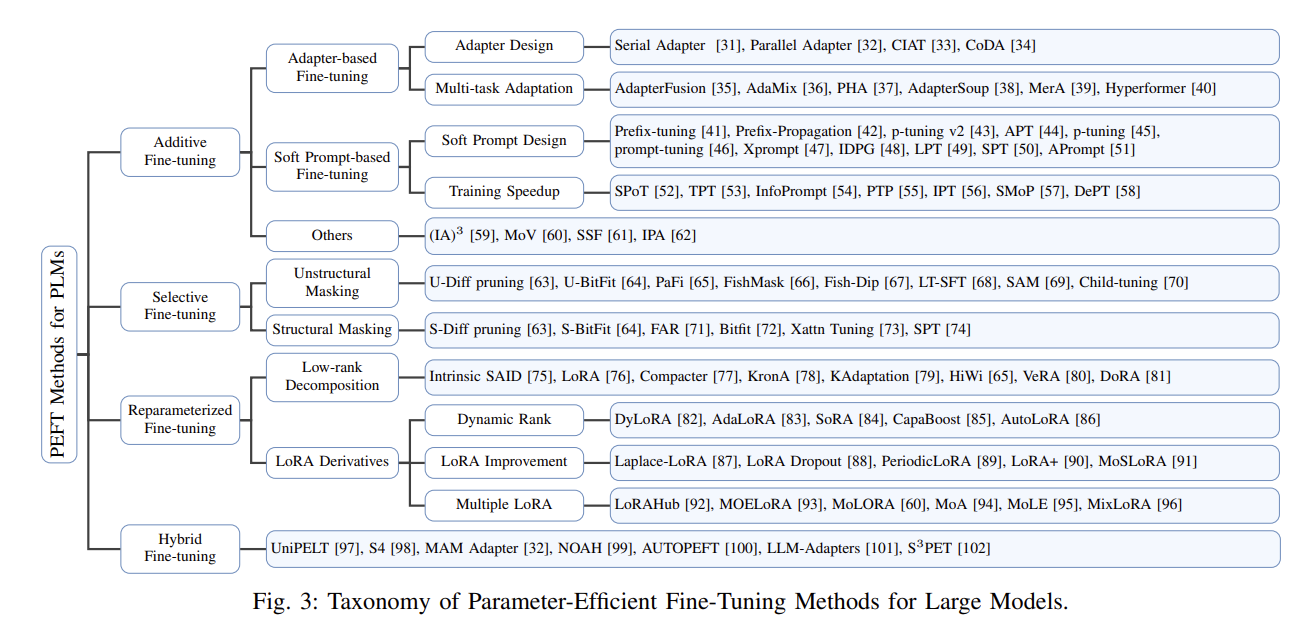 PEFT Methods for PLMs
Additive
Fine-tuning
Adapter-based
Fine-tuning
Adapter Design
Serial Adapter [31], Parallel Adapter [32], CIAT [33], CoDA [34]
Multi-task Adaptation
AdapterFusion [35], AdaMix [36], PHA [37], AdapterSoup [38], MerA [39], Hyperformer [40]
Soft Prompt-based
Fine-tuning
Soft Prompt Design
Prefix-tuning [41], Prefix-Propagation [42], p-tuning v2 [43], APT [44], p-tuning [45],
prompt-tuning [46], Xprompt [47], IDPG [48], LPT [49], SPT [50], APrompt [51]
Training Speedup
SPoT [52], TPT [53], InfoPrompt [54], PTP [55], IPT [56], SMoP [57], DePT [58]
Others
(IA)³ [59], MoV [60], SSF [61], IPA [62]
Selective
Fine-tuning
Unstructural
Masking
U-Diff pruning [63], U-BitFit [64], PaFi [65], FishMask [66], Fish-Dip [67], LT-SFT [68], SAM [69], Child-tuning [70]
Structural Masking
S-Diff pruning [63], S-BitFit [64], FAR [71], Bitfit [72], Xattn Tuning [73], SPT [74]
Reparameterized
Fine-tuning
Low-rank
Decomposition
Intrinsic SAID [75], LoRA [76], Compacter [77], KronA [78], KAdaptation [79], HiWi [65], VeRA [80], DoRA [81]
LoRA Derivatives
Dynamic Rank
DyLoRA [82], AdaLoRA [83], SoRA [84], CapaBoost [85], AutoLoRA [86]
LoRA Improvement
Laplace-LoRA [87], LoRA Dropout [88], PeriodicLoRA [89], LoRA+ [90], MoSLoRA [91]
Multiple LoRA
LoRAHub [92], MOELoRA [93], MoLORA [60], MoA [94], MoLE [95], MixLoRA [96]
Hybrid
Fine-tuning
UniPELT [97], S4 [98], MAM Adapter [32], NOAH [99], AUTOPEFT [100], LLM-Adapters [101], S³PET [102]
Fig. 3: Taxonomy of Parameter-Efficient Fine-Tuning Methods for Large Models.